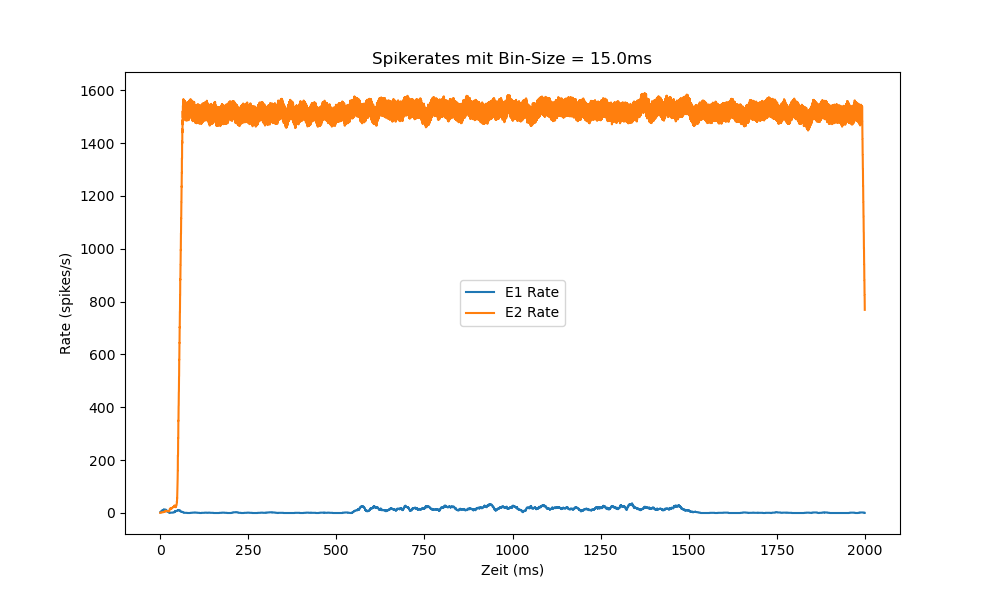 Spikerates mit Bin-Size = 15.0ms
1600
1400
1200
1000
800
600
400
200
0
Rate (spikes/s)
E1 Rate
E2 Rate
0 250 500 750 1000 1250 1500 1750 2000
Zeit (ms)